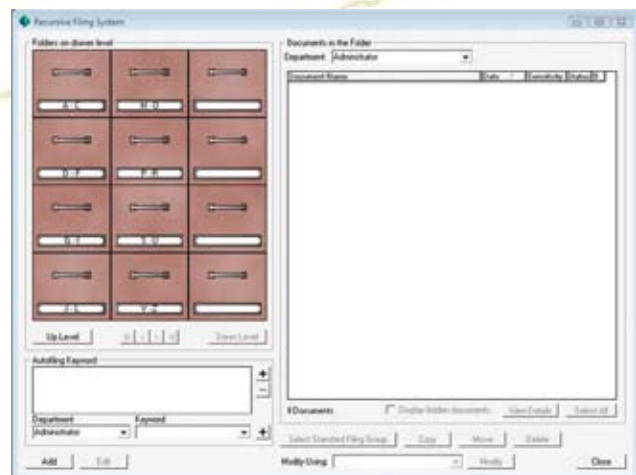 Recursive Filing System
Folders on drawer level
A - C
M - O
D - F
P - R
G - I
S - U
J - L
V - Z
Up Level
Down Level
Autofiling Keyword
+
-
Department
Keyword
Administrator
+
Add
Edit
Documents in the Folder
Department
Administrator
Document Name
Date
Sensitivity
Status
# Documents
Display hidden documents
View Details
Select All
Select Standard Filing Group
Copy
Move
Delete
Modify Using
Modify
Close